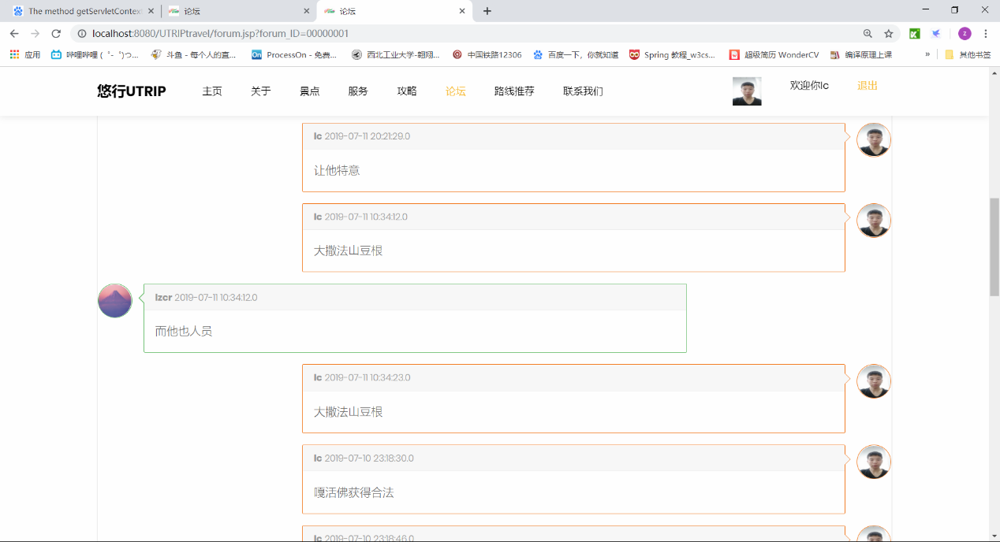 The method getServletContext
论坛
论坛
localhost:8080/UTRIPtravel/forum.jsp?forum_ID=00000001
应用
哔哩哔哩 ( ゜- ゜)つ...
斗鱼 - 每个人的直...
ProcessOn - 免费...
西北工业大学-翱翔...
中国铁路12306
百度一下，你就知道
Spring 教程_w3cs...
超级简历 WonderCV
编译原理上课
»
其他书签
悠行UTRIP
主页
关于
景点
服务
攻略
论坛
路线推荐
联系我们
欢迎你lc
退出
lc 2019-07-11 20:21:29.0
让他特意
lc 2019-07-11 10:34:12.0
大撒法山豆根
lzcr 2019-07-11 10:34:12.0
而他也人员
lc 2019-07-11 10:34:23.0
大撒法山豆根
lc 2019-07-10 23:18:30.0
嘎活佛获得合法
lc 2019-07-10 23:18:46.0